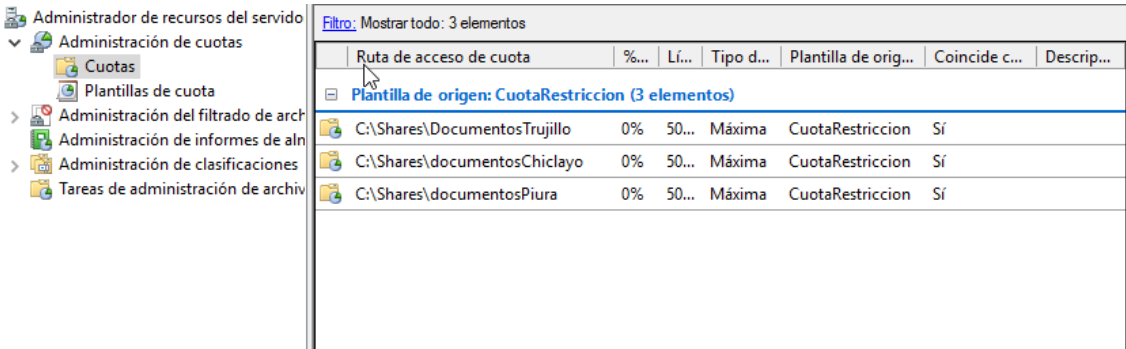 Administrador de recursos del servido
Administración de cuotas
Cuotas
Plantillas de cuota
Administración del filtrado de arch
Administración de informes de aln
Administración de clasificaciones
Tareas de administración de archiv
Filtro: Mostrar todo: 3 elementos
Ruta de acceso de cuota %... Lí... Tipo d... Plantilla de orig... Coincide c... Descrip...
Plantilla de origen: CuotaRestriccion (3 elementos)
C:\Shares\DocumentosTrujillo 0% 50... Máxima CuotaRestriccion Sí
C:\Shares\documentosChiclayo 0% 50... Máxima CuotaRestriccion Sí
C:\Shares\documentosPiura 0% 50... Máxima CuotaRestriccion Sí